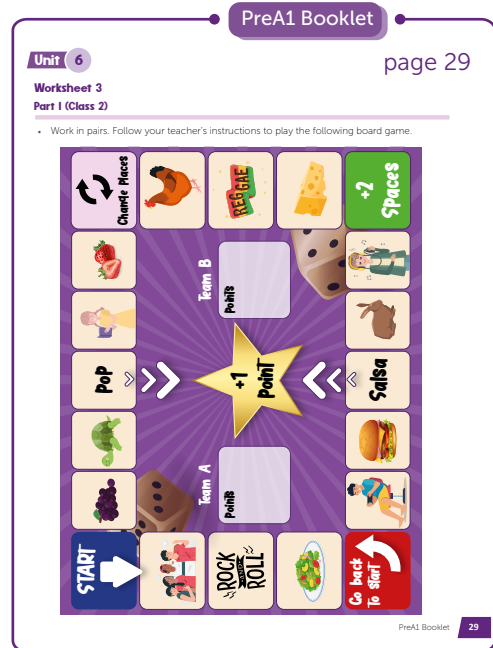 PreA1 Booklet
Unit 6
page 29
Worksheet 3
Part I (Class 2)
• Work in pairs. Follow your teacher's instructions to play the following board game.
Change Places
REGGAE
+2
Spaces
Team B
Points
Pop
+1
Point
Salsa
Team A
Points
START
ROCK
AND
ROLL
Go back
To Start
PreA1 Booklet 29